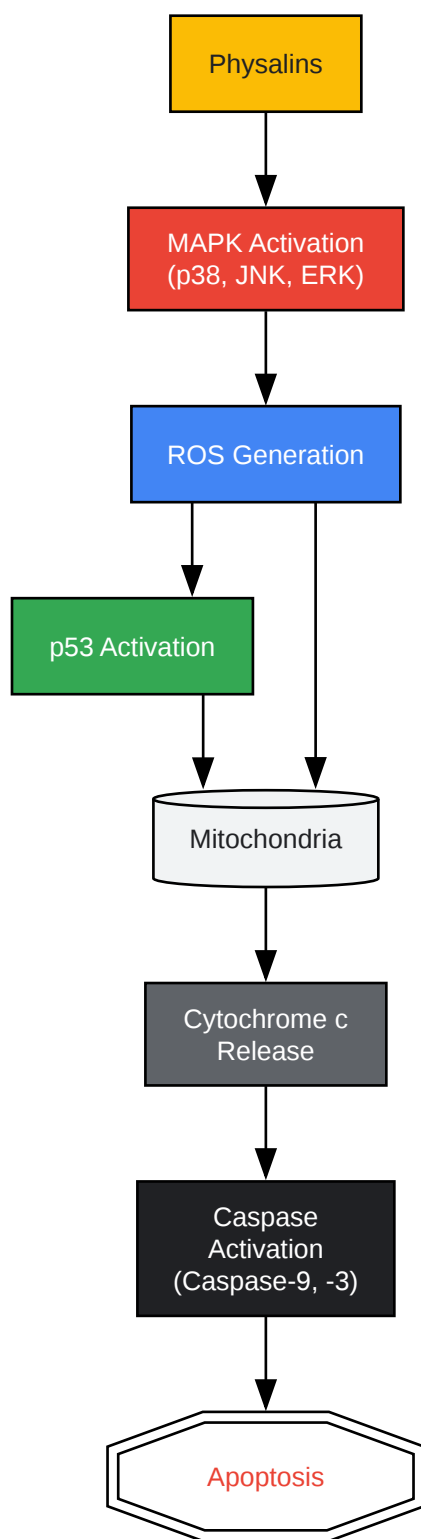 Physalins
MAPK Activation
(p38, JNK, ERK)
ROS Generation
p53 Activation
Mitochondria
Cytochrome c
Release
Caspase
Activation
(Caspase-9, -3)
Apoptosis